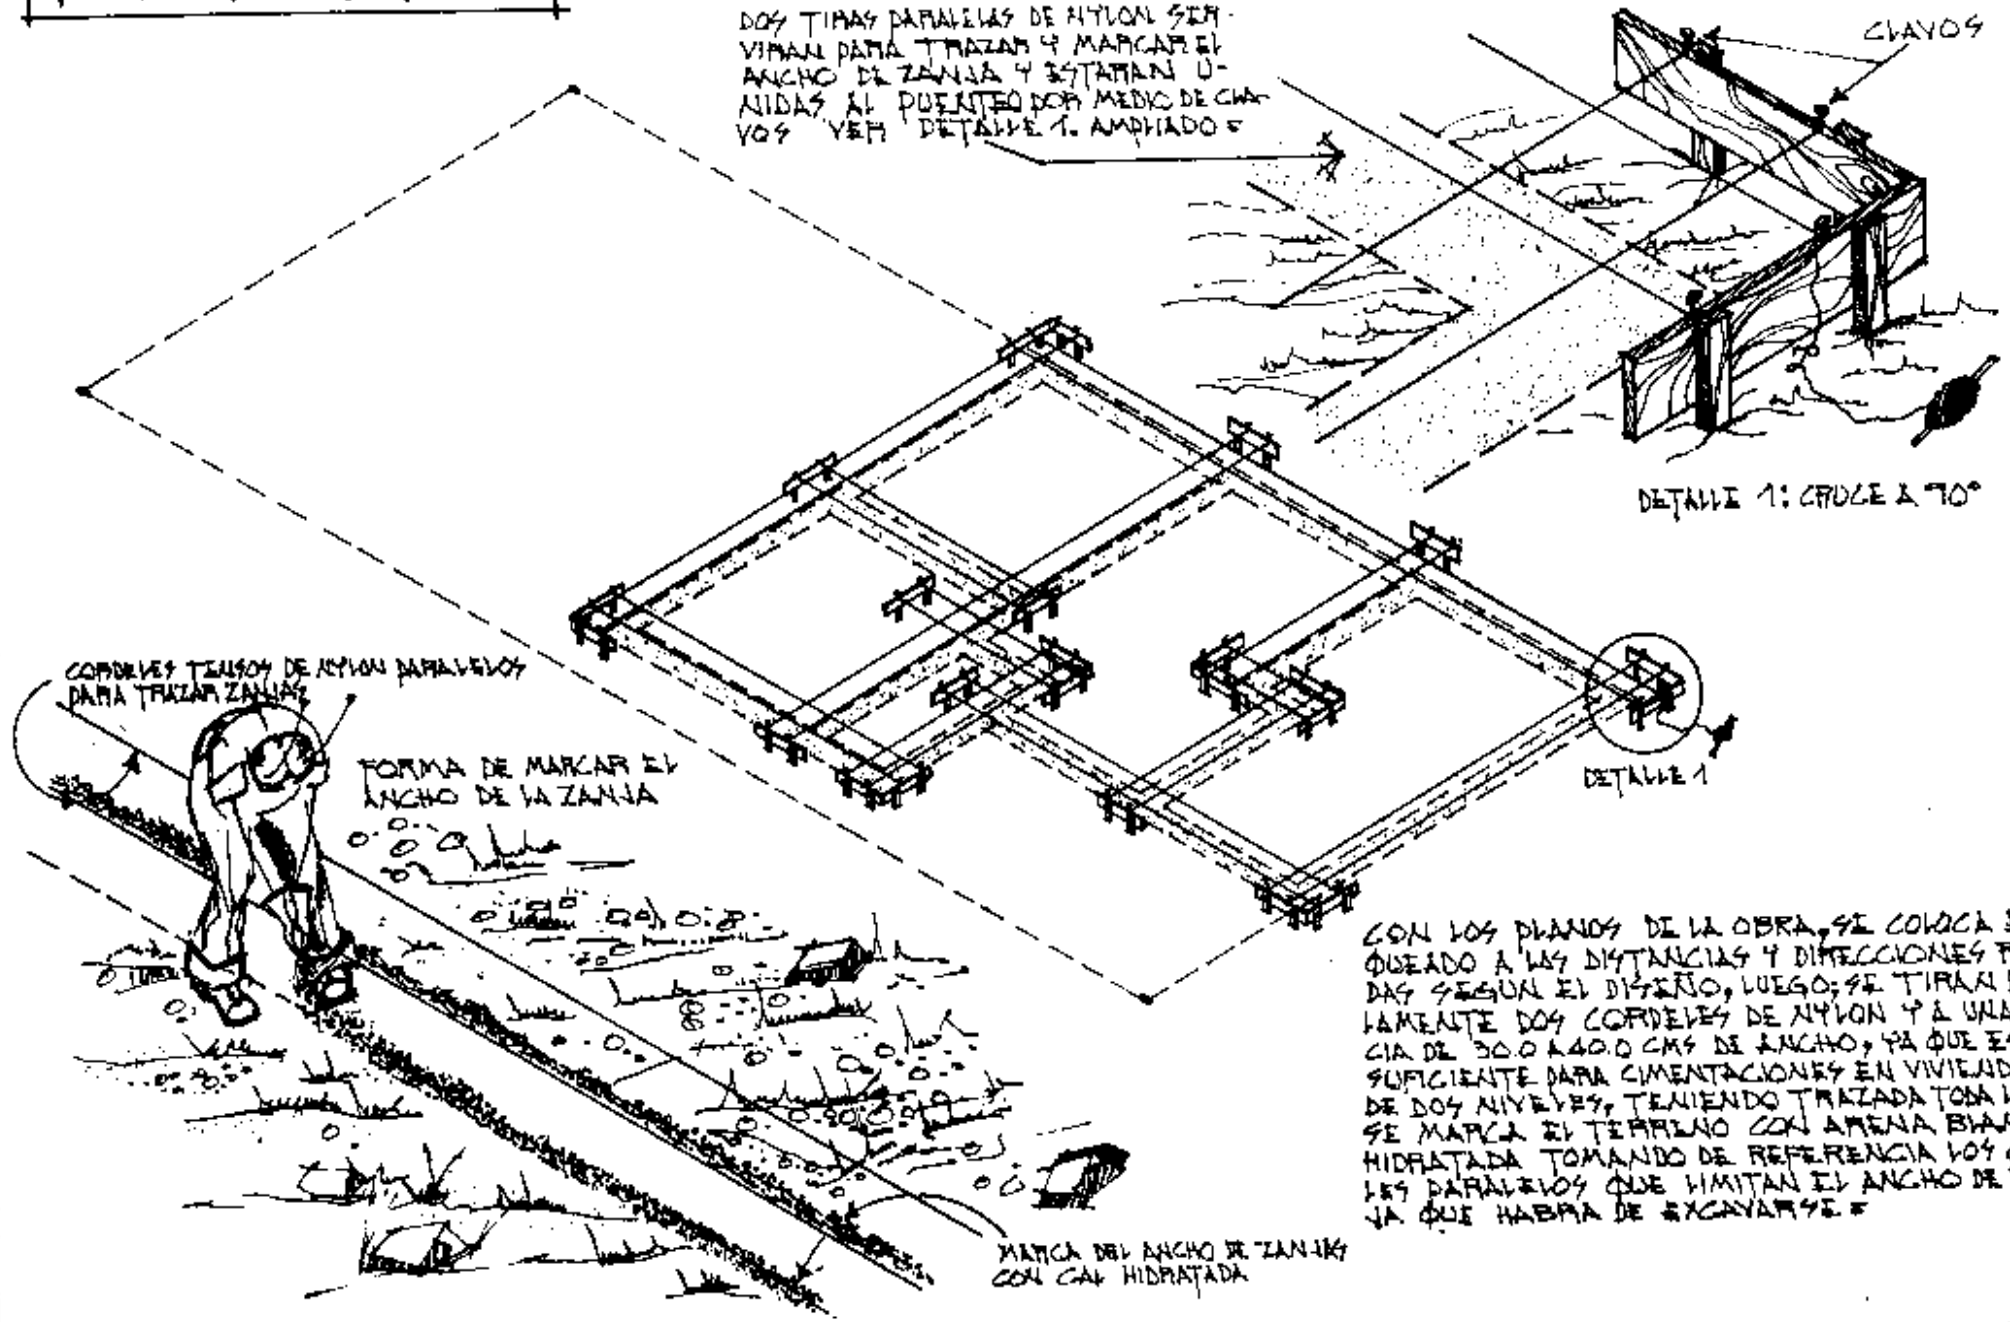 DOS TIRAS PARALELAS DE NYLON SER-
VIRAN PARA TRAZAR Y MARCAR EL
ANCHO DE ZANJA Y ESTARAN U-
NIDAS AL PUENTEO POR MEDIO DE CLA-
VOS VER DETALLE 1. AMPLIADO =
CLAVOS
DETALLE 1: CRUCE A 90°
CORDELES TENSOS DE NYLON PARALELOS
PARA TRAZAR ZANJAS
FORMA DE MARCAR EL
ANCHO DE LA ZANJA
DETALLE 1
CON LOS PLANOS DE LA OBRA, SE COLOCA
QUEADO A LAS DISTANCIAS Y DIRECCIONES
DAS SEGUN EL DISEÑO, LUEGO; SE TIRAN
LAMENTE DOS CORDELES DE NYLON Y A UNA
CIA DE 30.0 A 40.0 CMS DE ANCHO, YA QUE
SUFICIENTE PARA CIMENTACIONES EN VIVIEND
DE DOS NIVELES, TENIENDO TRAZADA TODA
SE MARCA EL TERRENO CON ARENA BLAN
HIDRATADA TOMANDO DE REFERENCIA LOS
LES PARALELOS QUE LIMITAN EL ANCHO DE
JA QUE HABRA DE EXCAVARSE =
MARCA DEL ANCHO DE ZANJAS
CON CAL HIDRATADA